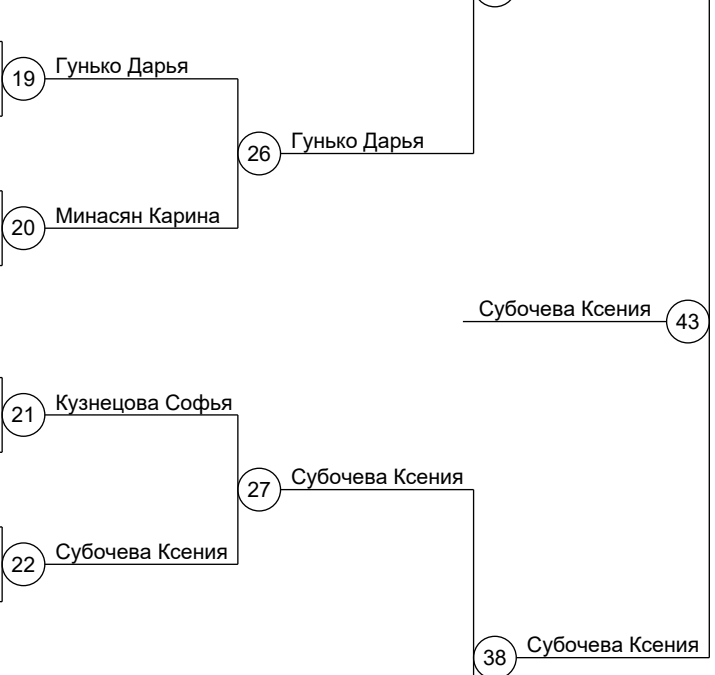 19 Гунько Дарья
26 Гунько Дарья
20 Минасян Карина
Субочева Ксения 43
21 Кузнецова Софья
27 Субочева Ксения
22 Субочева Ксения
38 Субочева Ксения